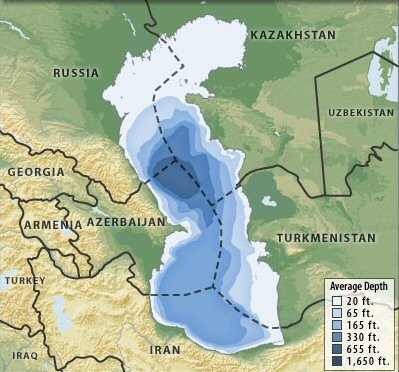 KAZAKHSTAN
RUSSIA
UZBEKISTAN
GEORGIA
ARMENIA
AZERBAIJAN
TURKMENISTAN
TURKEY
IRAN
IRAQ
Average Depth
20 ft.
65 ft.
165 ft.
330 ft.
655 ft.
1,650 ft.